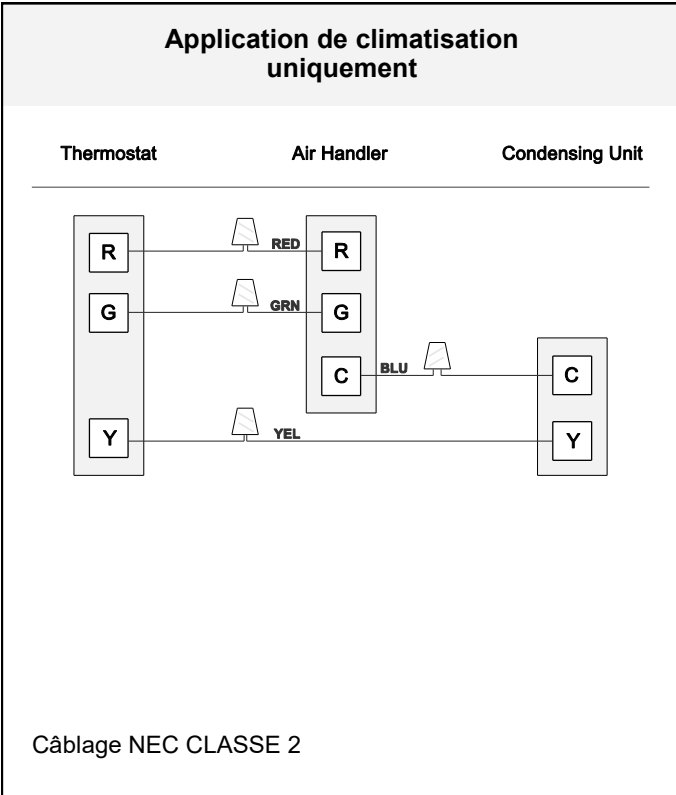 Application de climatisation
uniquement
Thermostat Air Handler Condensing Unit
R RED R
G GRN G
C BLU C
Y YEL Y
Câblage NEC CLASSE 2